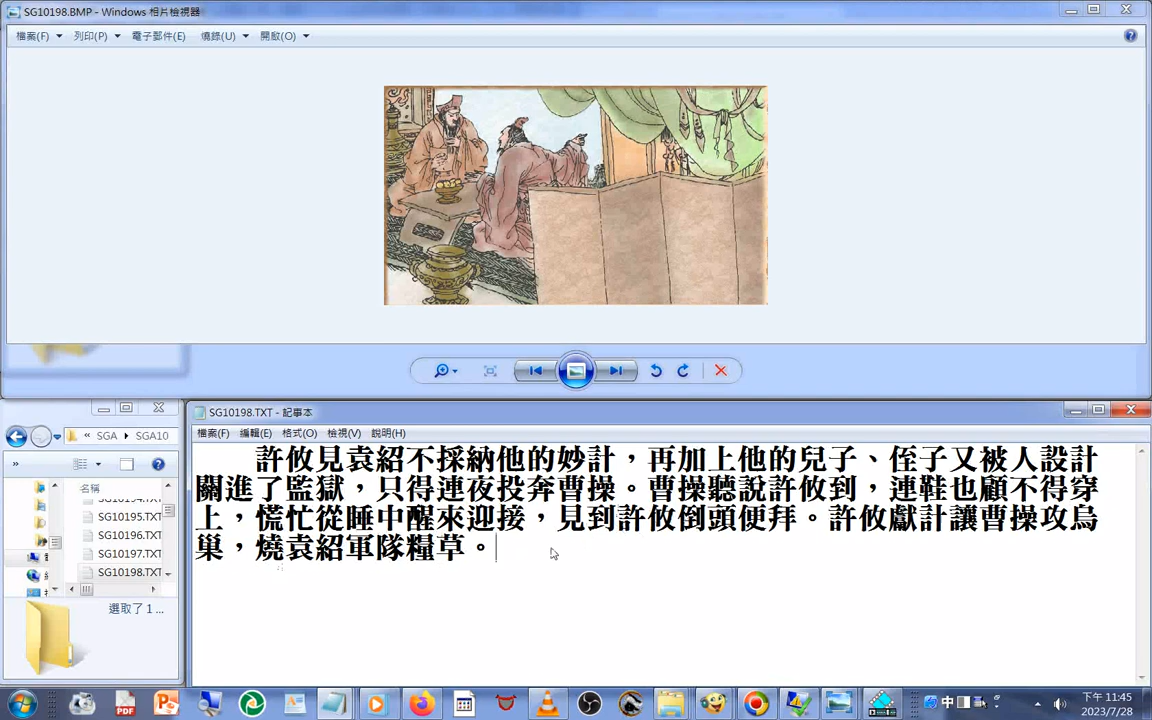 SG10198.BMP - Windows 相片檢視器
檔案(F) 列印(P) 電子郵件(E) 燒錄(U) 開啟(O)
« SGA SGA10
» 
名稱
SG10195.TXT
SG10196.TXT
SG10197.TXT
SG10198.TXT
選取了 1 ...
SG10198.TXT - 記事本
檔案(F) 編輯(E) 格式(O) 檢視(V) 說明(H)
許攸見袁紹不採納他的妙計，再加上他的兒子、侄子又被人設計
關進了監獄，只得連夜投奔曹操。曹操聽說許攸到，連鞋也顧不得穿
上，慌忙從睡中醒來迎接，見到許攸倒頭便拜。許攸獻計讓曹操攻烏
巢，燒袁紹軍隊糧草。
PDF
中
下午 11:45
2023/7/28